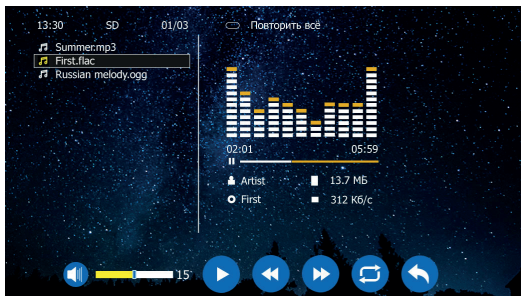 13:30 SD 01/03 Повторить всё
Summer.mp3
First.flac
Russian melody.ogg
02:01 05:59
Artist 13.7 МБ
First 312 Кб/с
15